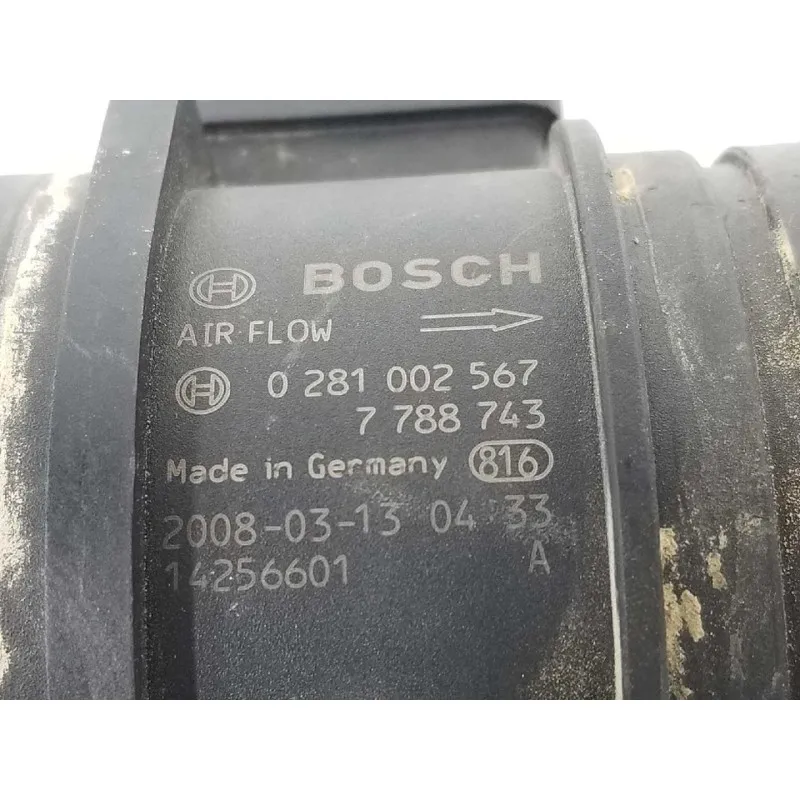 BOSCH
AIR FLOW
0 281 002 567
7 788 743
Made in Germany 816
2008-03-13 04 33
14256601 A